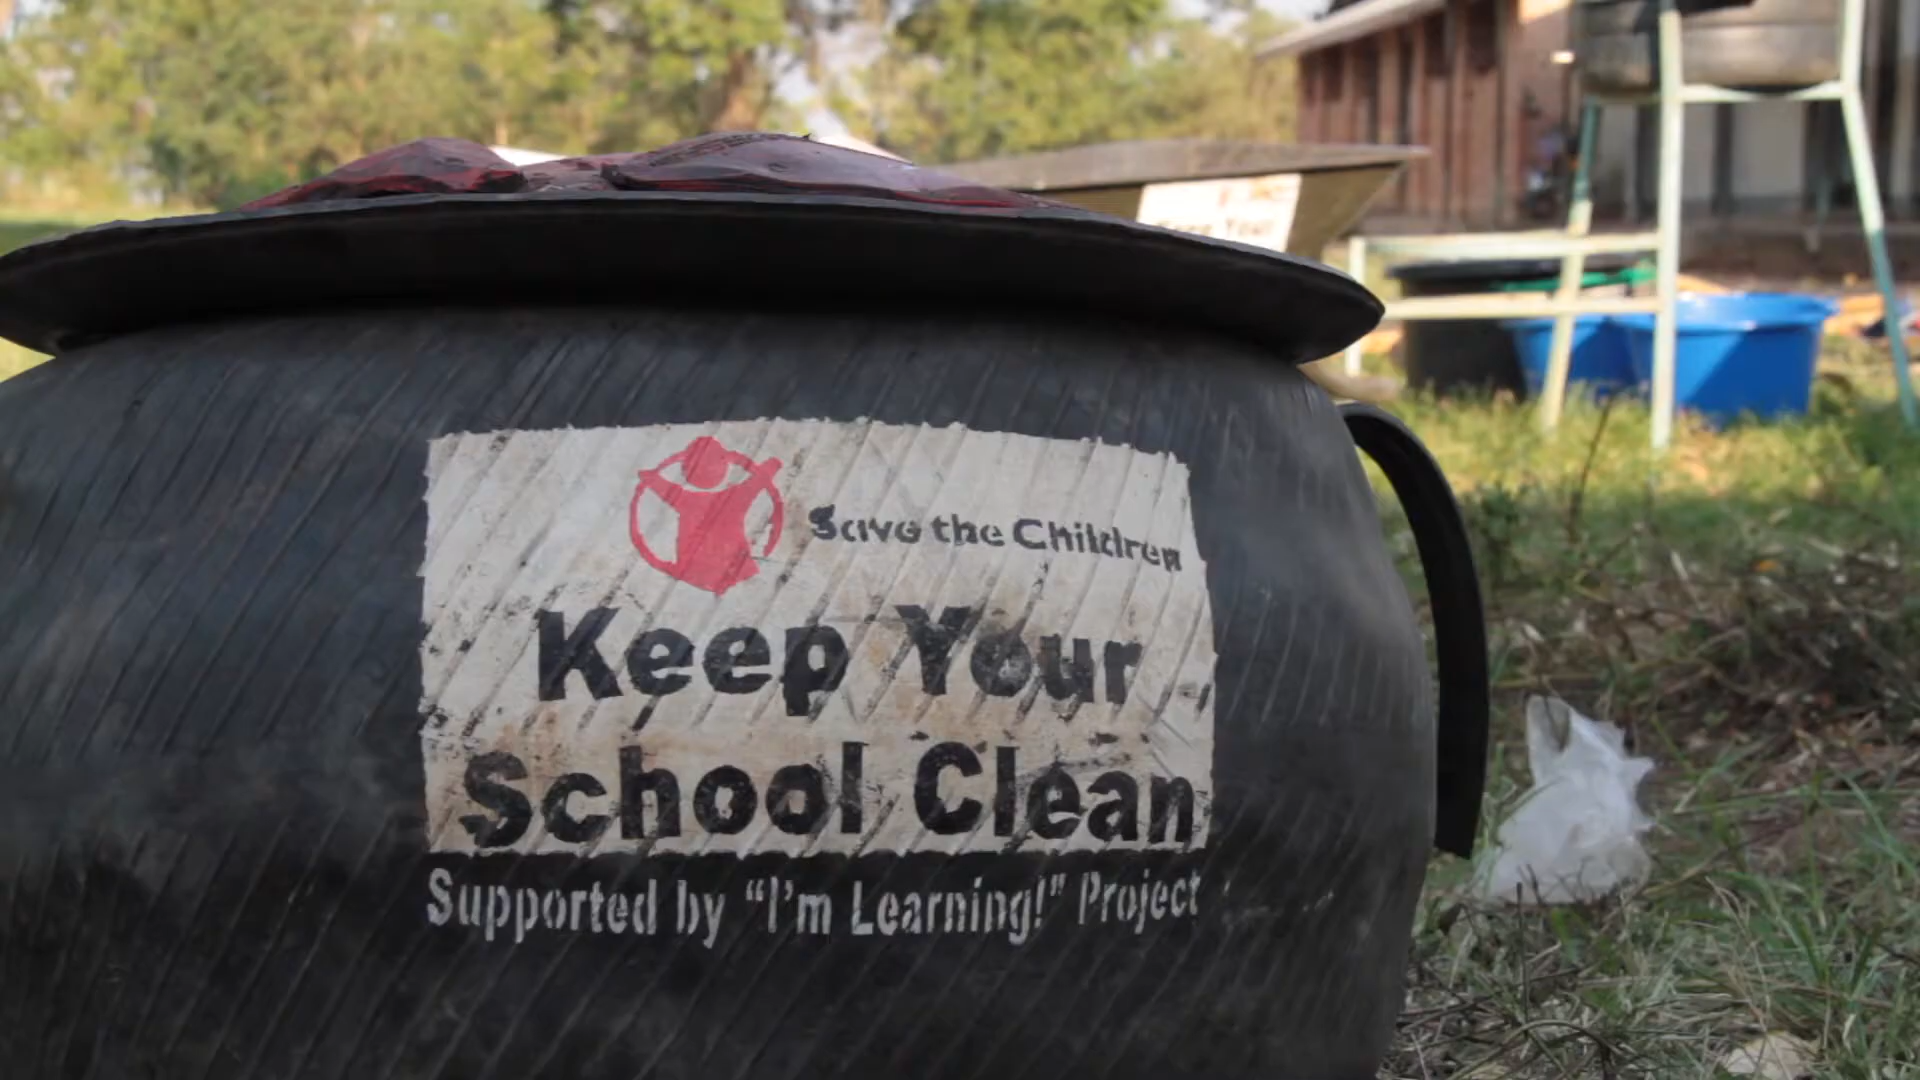 Save the Children
Keep Your
School Clean
Supported by “I'm Learning!” Project